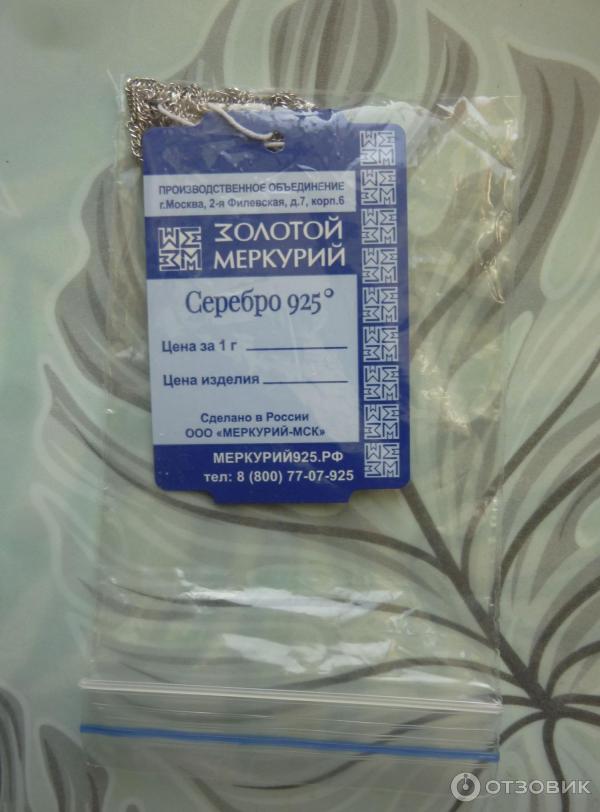 ПРОИЗВОДСТВЕННОЕ ОБЪЕДИНЕНИЕ
г.Москва, 2-я Филевская, д.7, корп.6
ЗОЛОТОЙ
МЕРКУРИЙ
Серебро 925°
Цена за 1 г
Цена изделия
Сделано в России
ООО «МЕРКУРИЙ-МСК»
МЕРКУРИЙ925.РФ
тел: 8 (800) 77-07-925
ОТЗОВИК